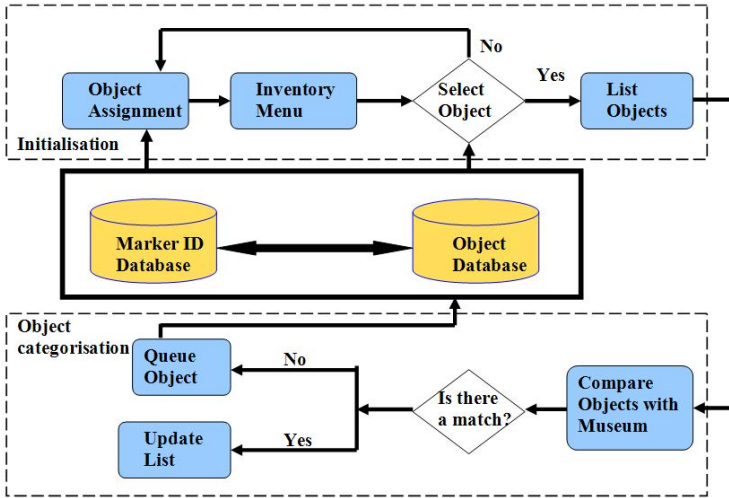 No
Object
Assignment
Inventory
Menu
Select
Object
Yes
List
Objects
Initialisation
Marker ID
Database
Object
Database
Object
categorisation
Queue
Object
No
Is there
a match?
Compare
Objects with
Museum
Update
List
Yes